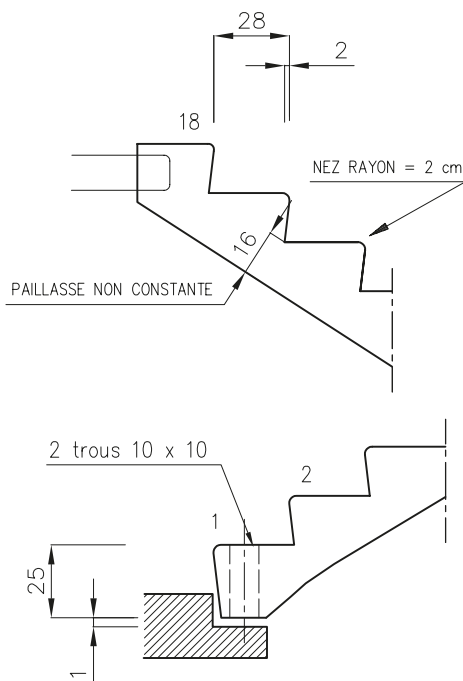 28
2
18
NEZ RAYON = 2 cm
16
PAILLASSE NON CONSTANTE
2 trous 10 x 10
2
1
25
1